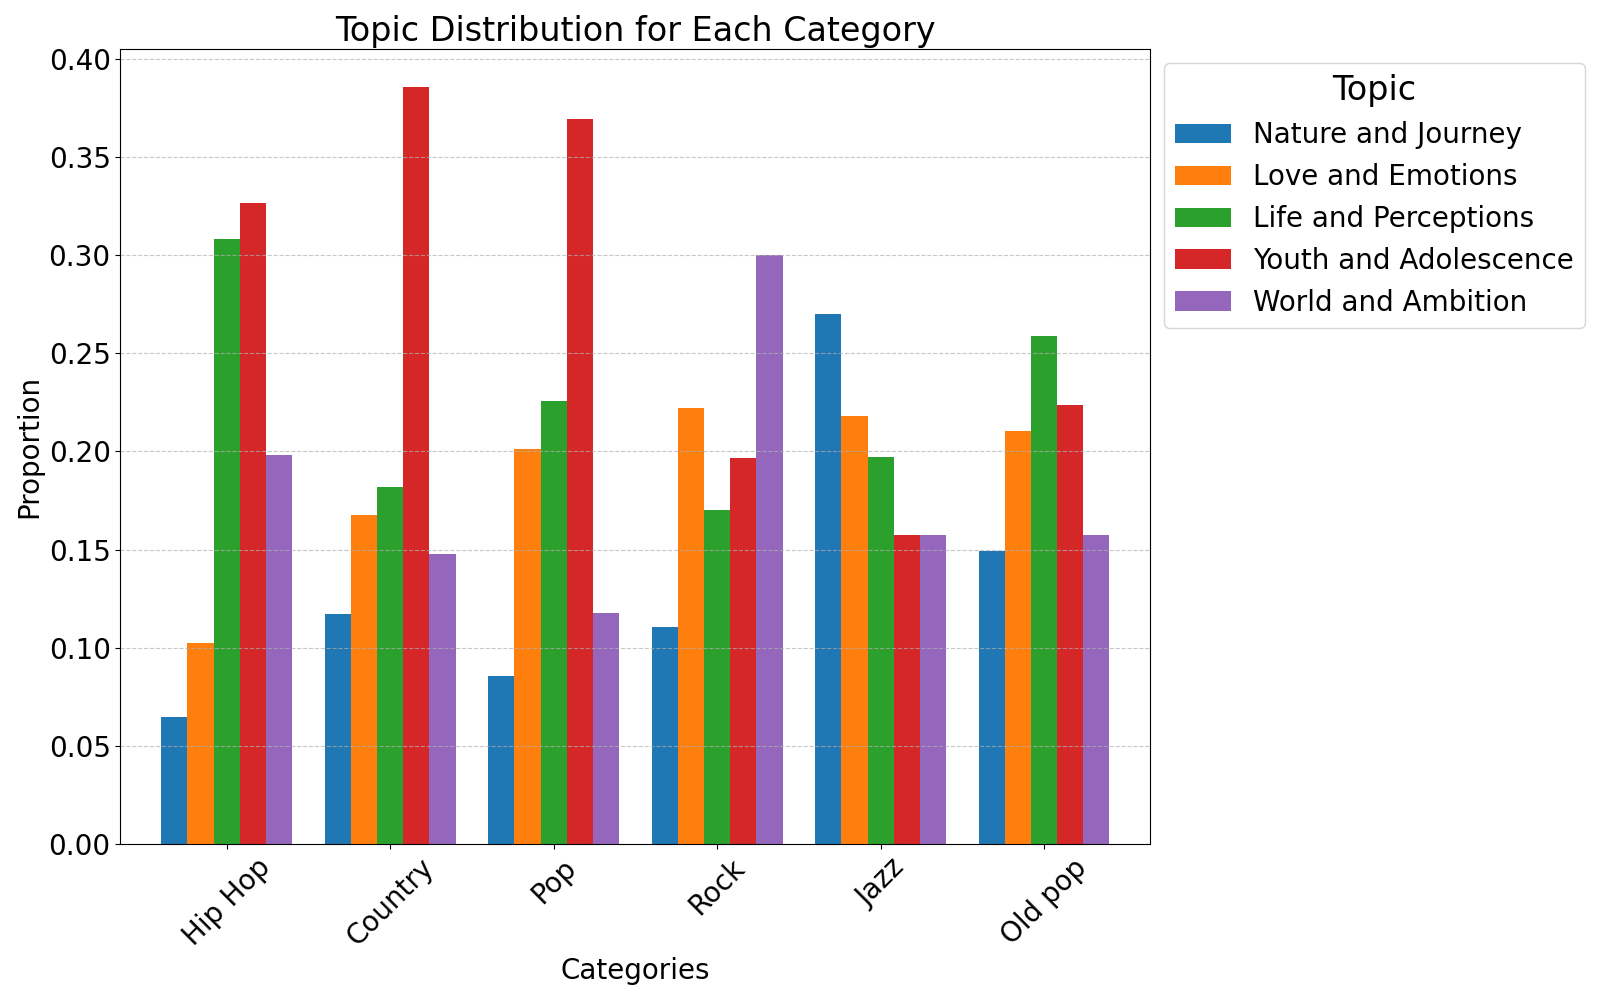 Topic Distribution for Each Category
Topic
Nature and Journey
Love and Emotions
Life and Perceptions
Youth and Adolescence
World and Ambition
Proportion
0.40
0.35
0.30
0.25
0.20
0.15
0.10
0.05
0.00
Hip Hop
Country
Pop
Rock
Jazz
Old pop
Categories